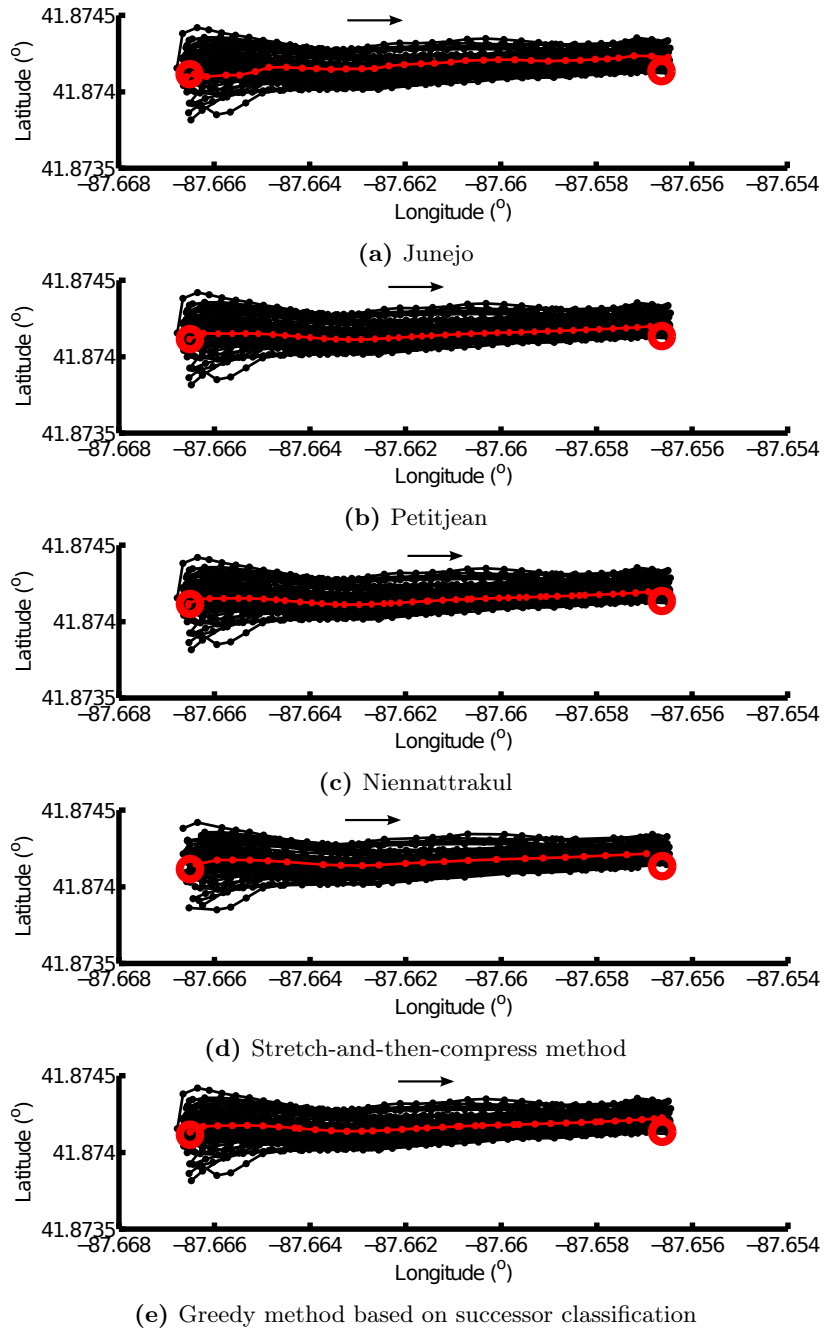 41.8745
41.874
41.8735
Latitude (°)
−87.668 −87.666 −87.664 −87.662 −87.66 −87.658 −87.656 −87.654
Longitude (°)
(a) Junejo
41.8745
41.874
41.8735
Latitude (°)
−87.668 −87.666 −87.664 −87.662 −87.66 −87.658 −87.656 −87.654
Longitude (°)
(b) Petitjean
41.8745
41.874
41.8735
Latitude (°)
−87.668 −87.666 −87.664 −87.662 −87.66 −87.658 −87.656 −87.654
Longitude (°)
(c) Niennattrakul
41.8745
41.874
41.8735
Latitude (°)
−87.668 −87.666 −87.664 −87.662 −87.66 −87.658 −87.656 −87.654
Longitude (°)
(d) Stretch-and-then-compress method
41.8745
41.874
41.8735
Latitude (°)
−87.668 −87.666 −87.664 −87.662 −87.66 −87.658 −87.656 −87.654
Longitude (°)
(e) Greedy method based on successor classification